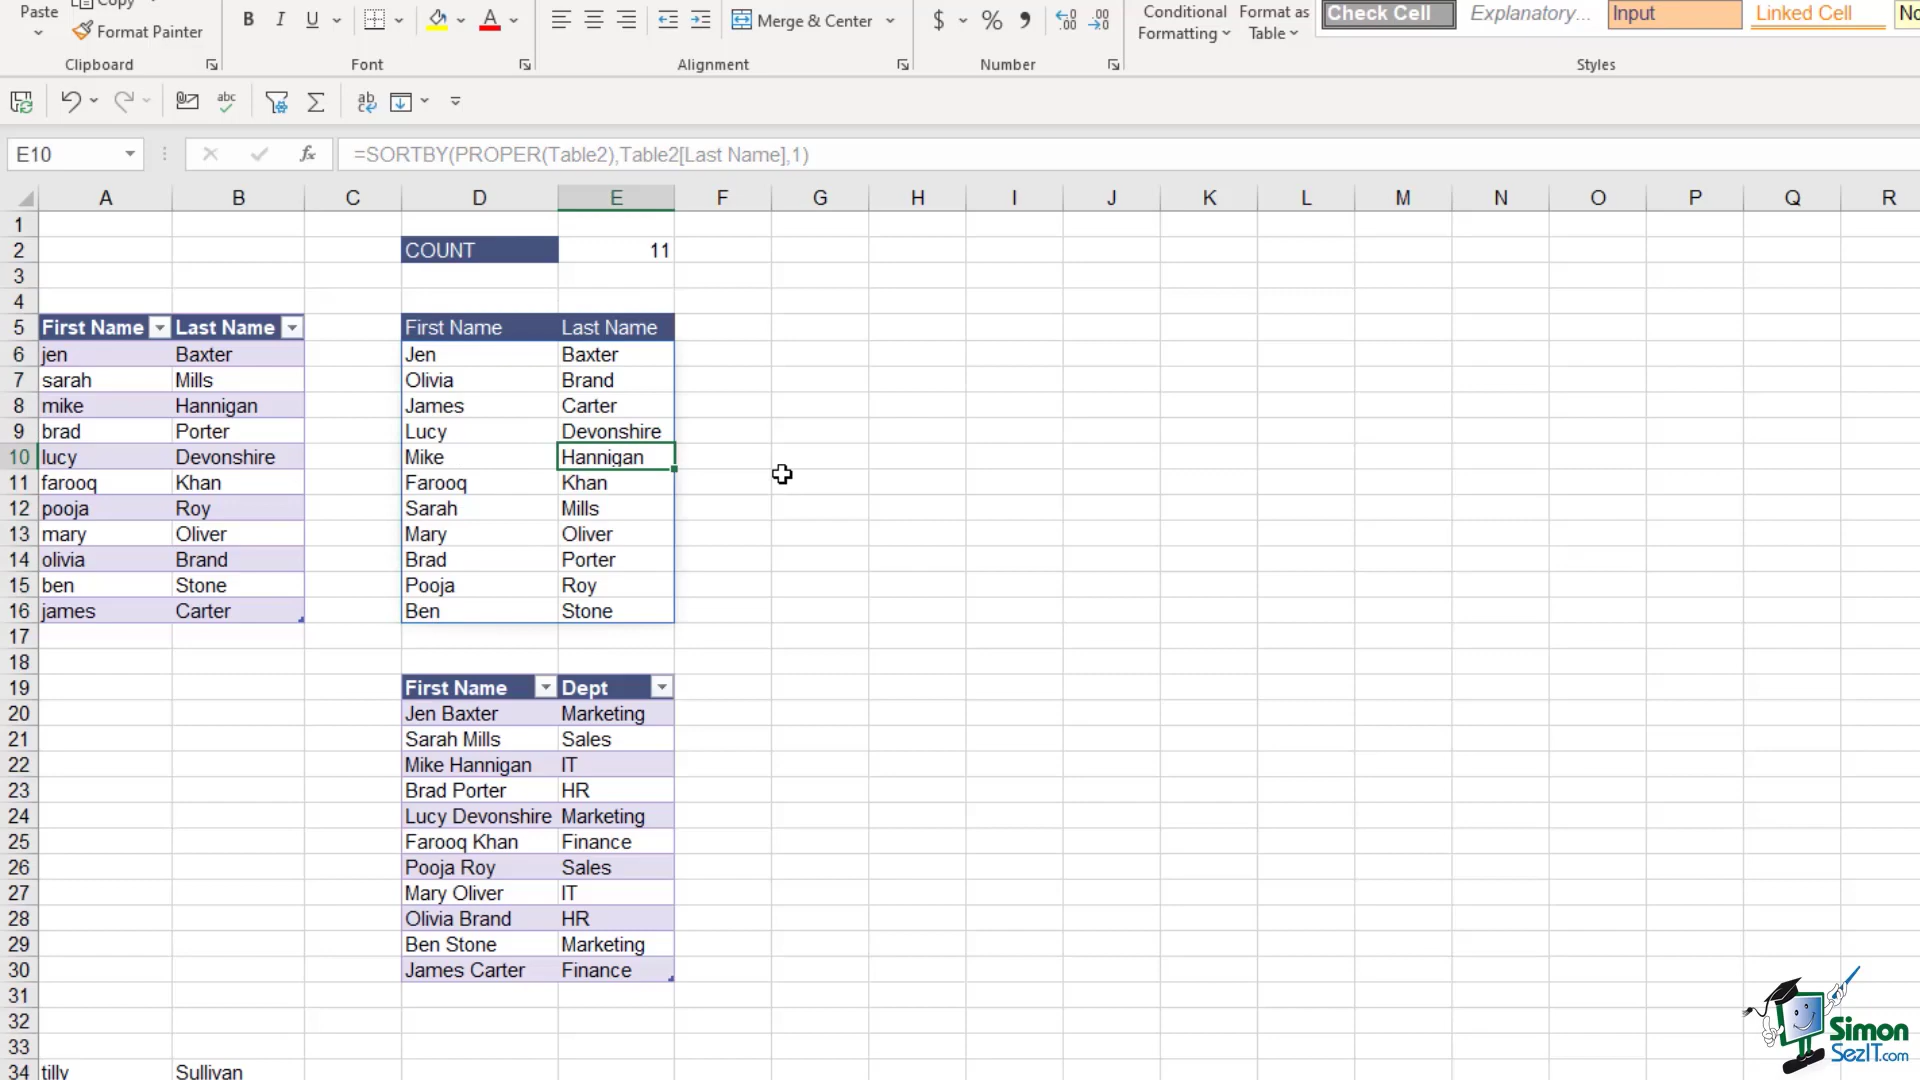 Paste
Copy
Format Painter
B I U A
Merge & Center
$ % 9 .00 .00
Conditional
Formatting
Format as
Table
Check Cell Explanatory... Input Linked Cell
Clipboard Font Alignment Number Styles
abc ab
E10 fx =SORTBY(PROPER(Table2),Table2[Last Name],1)
A B C D E F G H I J K L M N O P Q R
1
2 COUNT 11
3
4
5 First Name Last Name First Name Last Name
6 jen Baxter Jen Baxter
7 sarah Mills Olivia Brand
8 mike Hannigan James Carter
9 brad Porter Lucy Devonshire
10 lucy Devonshire Mike Hannigan
11 farooq Khan Farooq Khan
12 pooja Roy Sarah Mills
13 mary Oliver Mary Oliver
14 olivia Brand Brad Porter
15 ben Stone Pooja Roy
16 james Carter Ben Stone
17
18
19 First Name Dept
20 Jen Baxter Marketing
21 Sarah Mills Sales
22 Mike Hannigan IT
23 Brad Porter HR
24 Lucy Devonshire Marketing
25 Farooq Khan Finance
26 Pooja Roy Sales
27 Mary Oliver IT
28 Olivia Brand HR
29 Ben Stone Marketing
30 James Carter Finance
31
32
33
34 tilly Sullivan
Simon
SezIT.com